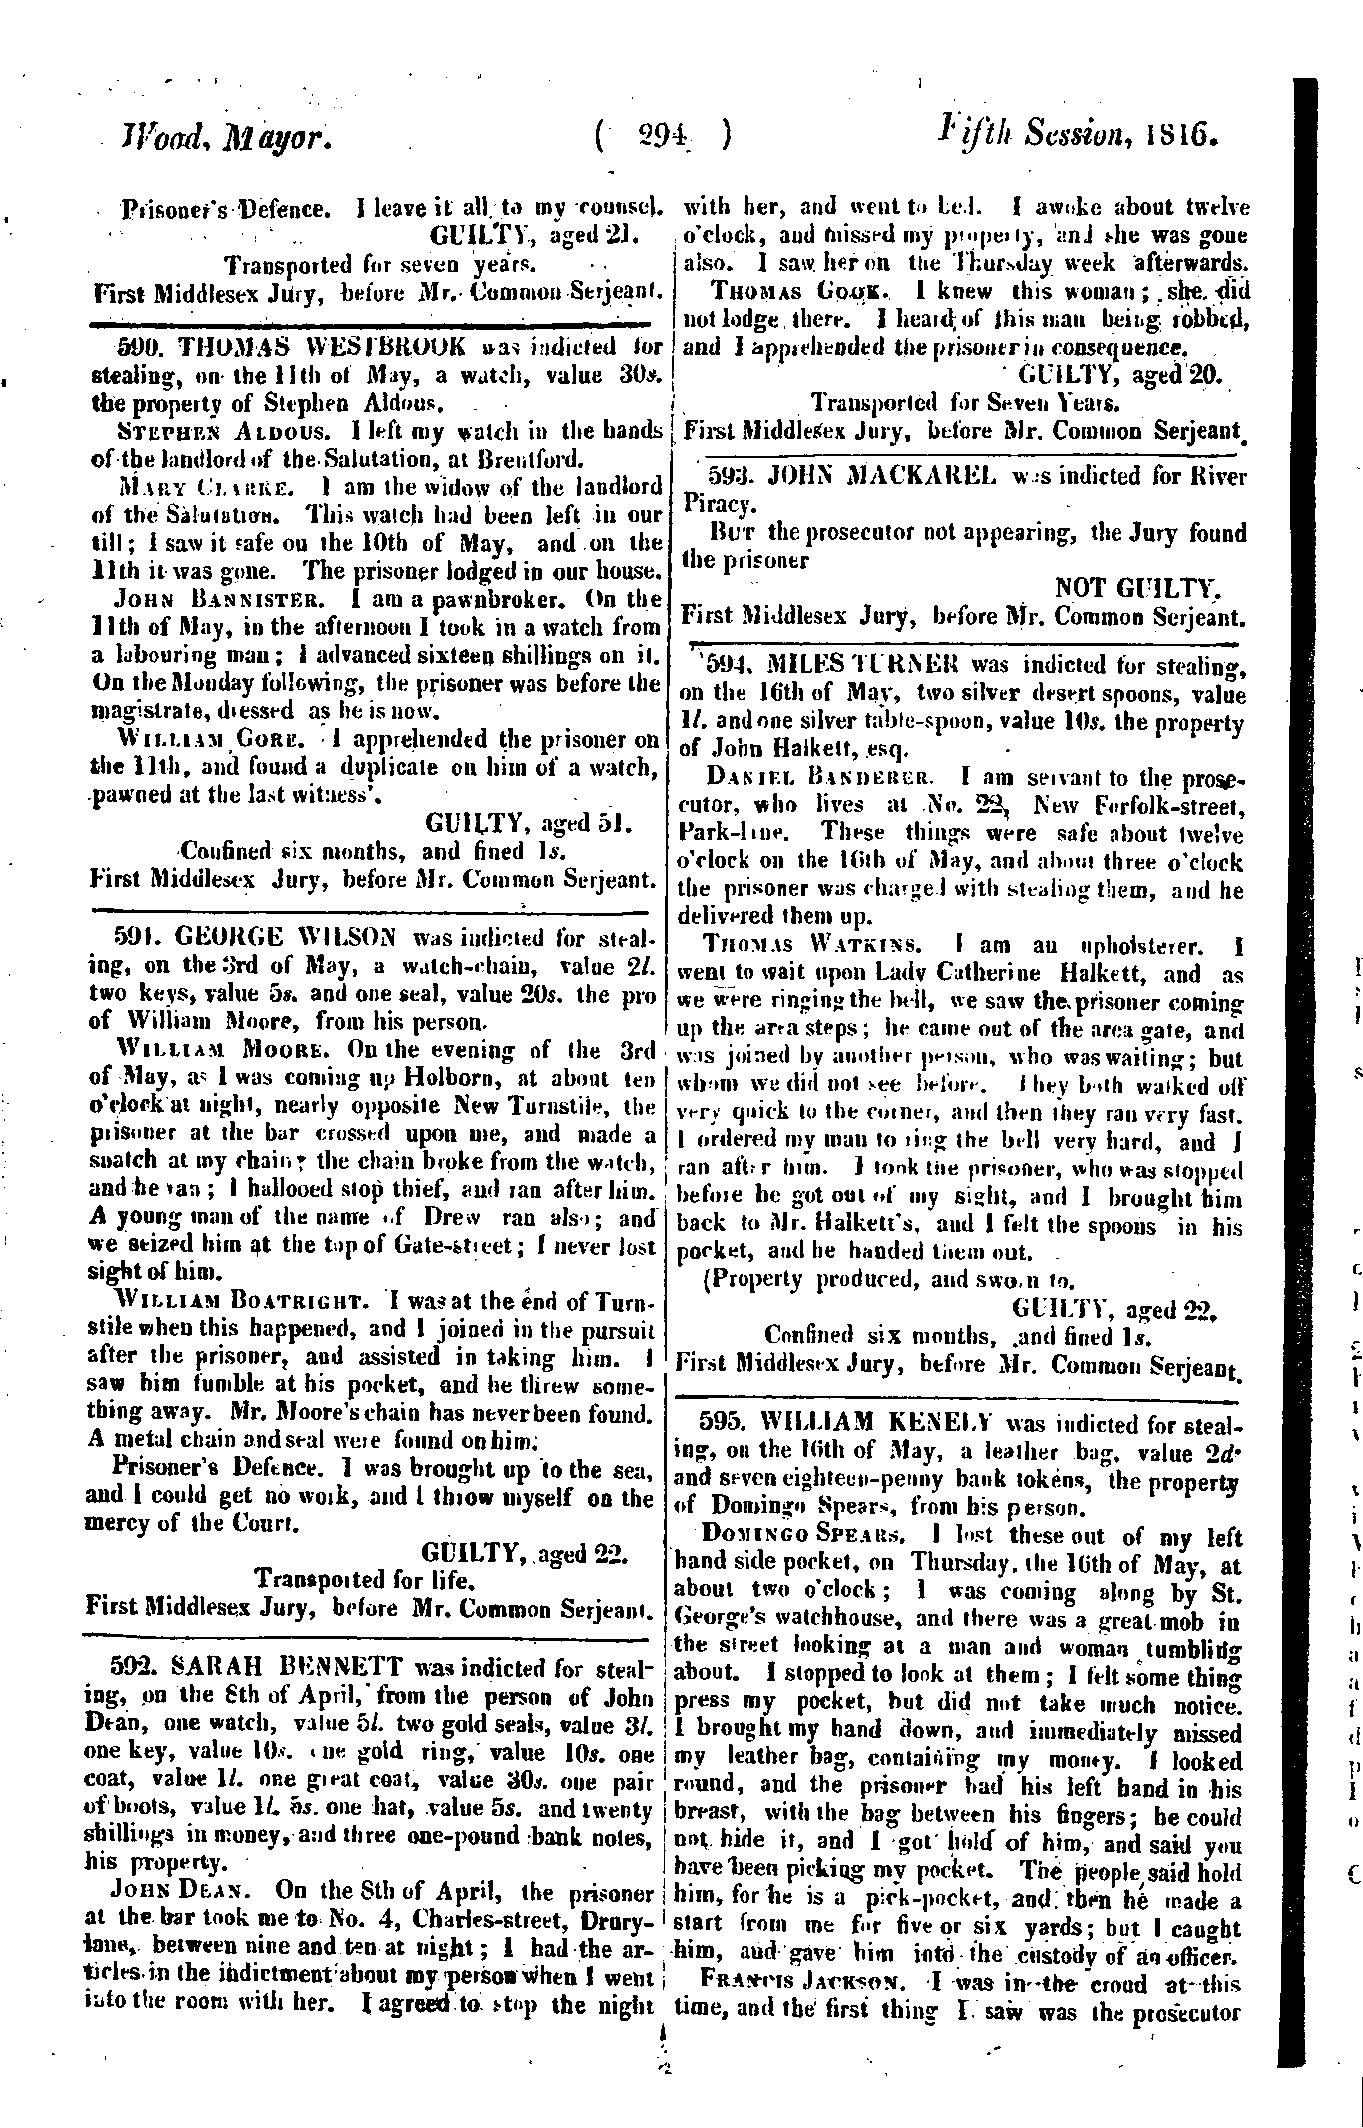 Wood, Mayor. ( 294 ) Fifth Session, 1816.
Prisoner's Defence. I leave it all to my counsel.
GUILTY, aged 21.
Transported for seven years.
First Middlesex Jury, before Mr. Common Serjeant.
590. THOMAS WESTBROOK was indicted for
stealing, on the 11th of May, a watch, value 30s.
the property of Stephen Aldous.
STEPHEN ALDOUS. I left my watch in the hands
of the landlord of the Salutation, at Brentford.
MARY CLARKE. I am the widow of the landlord
of the Salutation. This watch had been left in our
till; I saw it safe on the 10th of May, and on the
11th it was gone. The prisoner lodged in our house.
JOHN BANNISTER. I am a pawnbroker. On the
11th of May, in the afternoon I took in a watch from
a labouring man; I advanced sixteen shillings on it.
On the Monday following, the prisoner was before the
magistrate, dressed as he is now.
WILLIAM GORE. I apprehended the prisoner on
the 11th, and found a duplicate on him of a watch,
pawned at the last witness'.
GUILTY, aged 51.
Confined six months, and fined 1s.
First Middlesex Jury, before Mr. Common Serjeant.
591. GEORGE WILSON was indicted for steal-
ing, on the 3rd of May, a watch-chain, value 2l.
two keys, value 5s. and one seal, value 20s. the pro
of William Moore, from his person.
WILLIAM MOORE. On the evening of the 3rd
of May, as I was coming up Holborn, at about ten
o'clock at night, nearly opposite New Turnstile, the
prisoner at the bar crossed upon me, and made a
snatch at my chain; the chain broke from the watch,
and he ran; I hallooed stop thief, and ran after him.
A young man of the name of Drew ran also; and
we seized him at the top of Gate-street; I never lost
sight of him.
WILLIAM BOATRIGHT. I was at the end of Turn-
stile when this happened, and I joined in the pursuit
after the prisoner, and assisted in taking him. I
saw him fumble at his pocket, and he threw some-
thing away. Mr. Moore's chain has never been found.
A metal chain and seal were found on him.
Prisoner's Defence. I was brought up to the sea,
and I could get no work, and I throw myself on the
mercy of the Court.
GUILTY, aged 22.
Transported for life.
First Middlesex Jury, before Mr. Common Serjeant.
592. SARAH BENNETT was indicted for steal-
ing, on the 8th of April, from the person of John
Dean, one watch, value 5l. two gold seals, value 3l.
one key, value 10s. one gold ring, value 10s. one
coat, value 1l. one great coat, value 30s. one pair
of boots, value 1l. 5s. one hat, value 5s. and twenty
shillings in money, and three one-pound bank notes,
his property.
JOHN DEAN. On the 8th of April, the prisoner
at the bar took me to No. 4, Charles-street, Drury-
lane, between nine and ten at night; I had the ar-
ticles in the indictment about my person when I went
into the room with her. I agreed to stop the night
with her, and went to bed. I awoke about twelve
o'clock, and missed my property, and she was gone
also. I saw her on the Thursday week afterwards.
THOMAS GOOK. I knew this woman; she did
not lodge there. I heard of this man being robbed,
and I apprehended the prisoner in consequence.
GUILTY, aged 20.
Transported for Seven Years.
First Middlesex Jury, before Mr. Common Serjeant.
593. JOHN MACKAREL was indicted for River
Piracy.
BUT the prosecutor not appearing, the Jury found
the prisoner
NOT GUILTY.
First Middlesex Jury, before Mr. Common Serjeant.
594. MILES TURNER was indicted for stealing,
on the 16th of May, two silver desert spoons, value
1l. and one silver table-spoon, value 10s. the property
of John Halkett, esq.
DANIEL BANDERER. I am servant to the prose-
cutor, who lives at No. 22, New Forfolk-street,
Park-lane. These things were safe about twelve
o'clock on the 16th of May, and about three o'clock
the prisoner was charged with stealing them, and he
delivered them up.
THOMAS WATKINS. I am an upholsterer. I
went to wait upon Lady Catherine Halkett, and as
we were ringing the bell, we saw the prisoner coming
up the area steps; he came out of the area gate, and
was joined by another person, who was waiting; but
whom we did not see before. They both walked off
very quick to the corner, and then they ran very fast.
I ordered my man to ring the bell very hard, and I
ran after him. I took the prisoner, who was stopped
before he got out of my sight, and I brought him
back to Mr. Halkett's, and I felt the spoons in his
pocket, and he handed them out.
(Property produced, and sworn to.
GUILTY, aged 22.
Confined six months, and fined 1s.
First Middlesex Jury, before Mr. Common Serjeant.
595. WILLIAM KENELY was indicted for steal-
ing, on the 16th of May, a leather bag, value 2d.
and seven eighteen-penny bank tokens, the property
of Domingo Spears, from his person.
DOMINGO SPEARS. I lost these out of my left
hand side pocket, on Thursday, the 16th of May, at
about two o'clock; I was coming along by St.
George's watchhouse, and there was a great mob in
the street looking at a man and woman tumbling
about. I stopped to look at them; I felt some thing
press my pocket, but did not take much notice.
I brought my hand down, and immediately missed
my leather bag, containing my money. I looked
round, and the prisoner had his left hand in his
breast, with the bag between his fingers; he could
not hide it, and I got hold of him, and said you
have been picking my pocket. The people said hold
him, for he is a pick-pocket, and then he made a
start from me for five or six yards; but I caught
him, and gave him into the custody of an officer.
FRANCIS JACKSON. I was in the croud at this
time, and the first thing I saw was the prosecutor